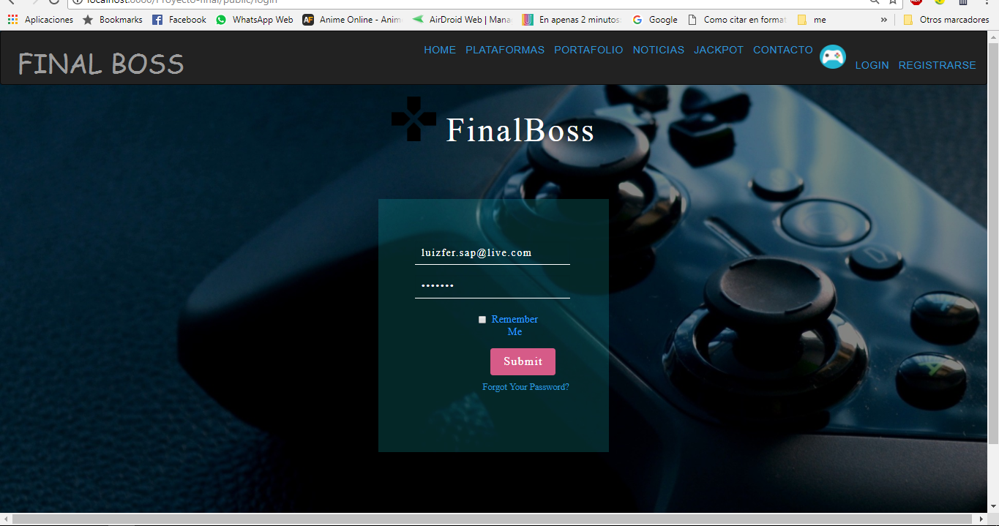 localhost:8080/Proyecto-final/public/login
Aplicaciones Bookmarks Facebook WhatsApp Web AF Anime Online - Anim AirDroid Web | Mana En apenas 2 minutos: Google Como citar en format me » Otros marcadores
FINAL BOSS
HOME PLATAFORMAS PORTAFOLIO NOTICIAS JACKPOT CONTACTO
LOGIN REGISTRARSE
FinalBoss
luizfer.sap@live.com
•••••••
Remember
Me
Submit
Forgot Your Password?
A